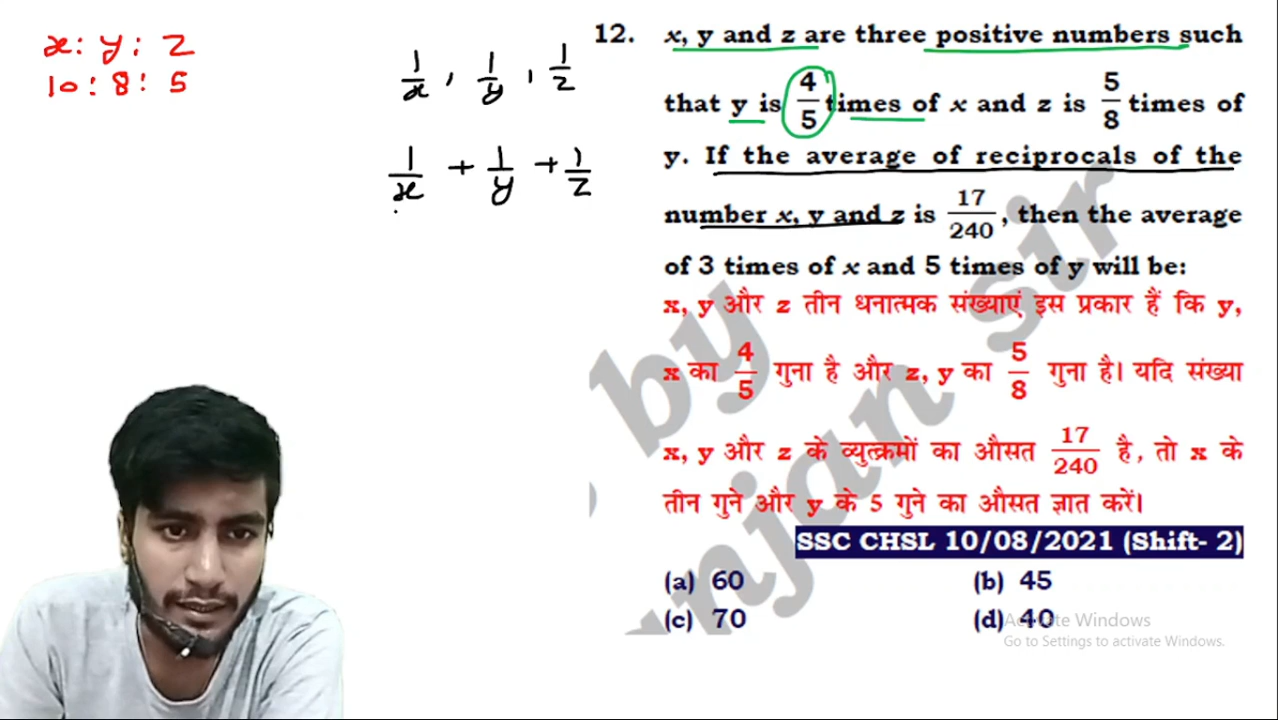 x : y : z
10 : 8 : 5
1/x , 1/y , 1/z
1/x + 1/y + 1/z
12. x, y and z are three positive numbers such
that y is 4/5 times of x and z is 5/8 times of
y. If the average of reciprocals of the
number x, y and z is 17/240, then the average
of 3 times of x and 5 times of y will be:
x, y और z तीन धनात्मक संख्याएं इस प्रकार हैं कि y,
x का 4/5 गुना है और z, y का 5/8 गुना है। यदि संख्या
x, y और z के व्युत्क्रमों का औसत 17/240 है, तो x के
तीन गुने और y के 5 गुने का औसत ज्ञात करें।
SSC CHSL 10/08/2021 (Shift- 2)
(a) 60 (b) 45
(c) 70 (d) 40
Activate Windows
Go to Settings to activate Windows.
by
sir